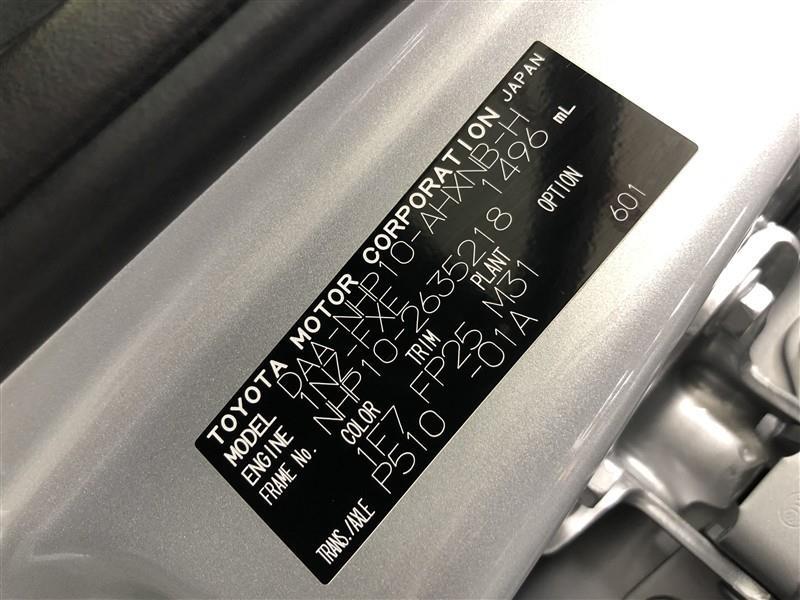 TOYOTA MOTOR CORPORATION JAPAN
MODEL DAA-NHP10-AHXNB-H
ENGINE 1NZ-FXE 1496 mL
FRAME No. NHP10-2635218
COLOR TRIM PLANT OPTION
1F7 FP25 M31 601
TRANS./AXLE P510 -01A